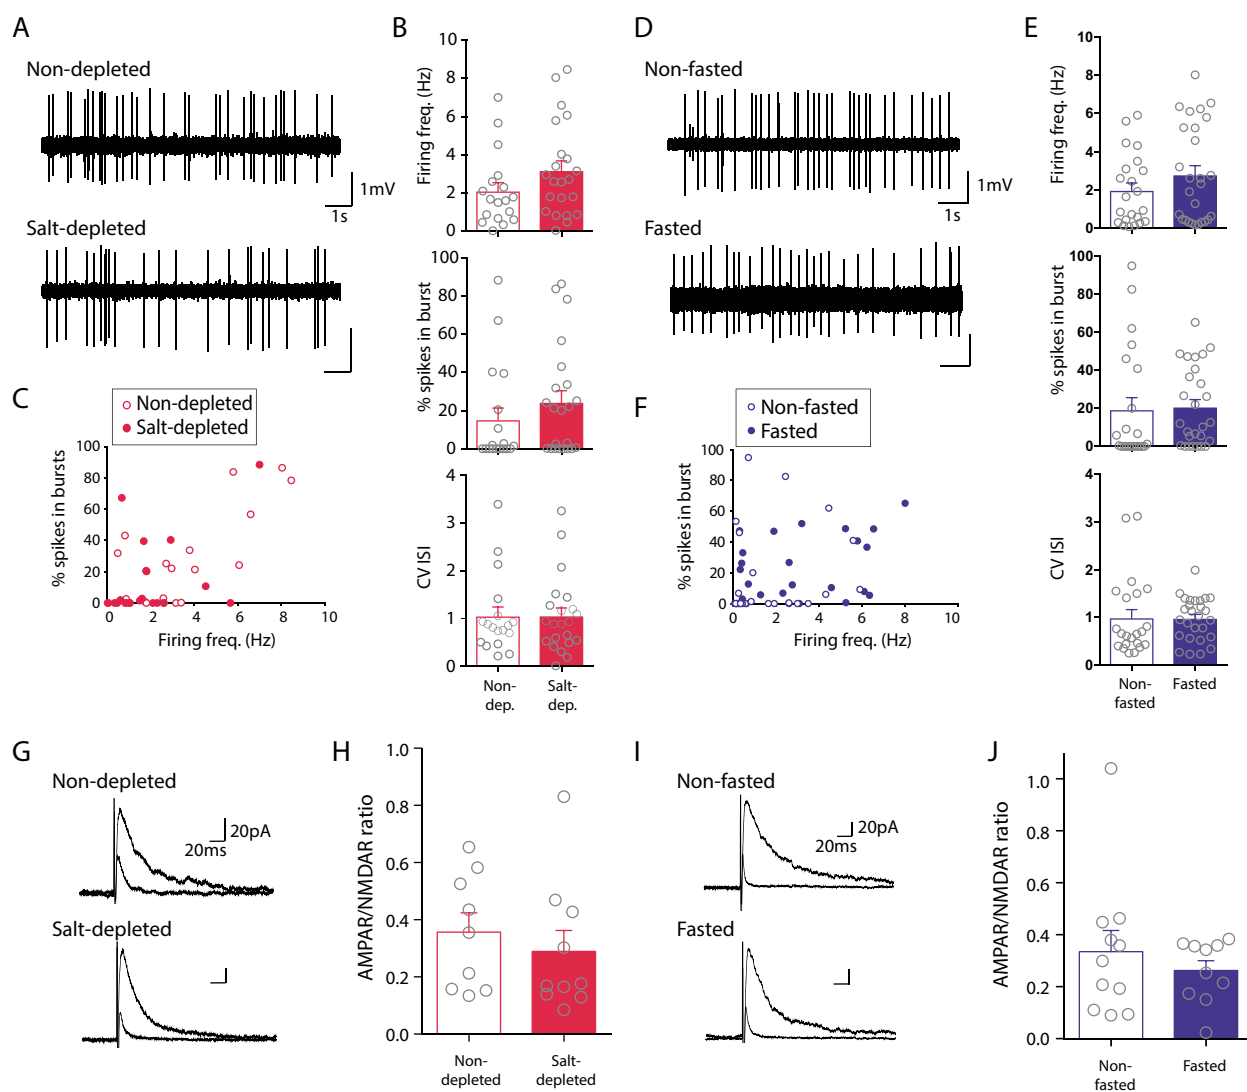 A
Non-depleted
1mV
1s
Salt-depleted
B
Firing freq. (Hz)
10
8
6
4
2
0
% spikes in burst
100
80
60
40
20
0
CV ISI
4
3
2
1
0
Non-
dep.
Salt-
dep.
C
Non-depleted
Salt-depleted
% spikes in bursts
100
80
60
40
20
0
0
2
4
6
8
10
Firing freq. (Hz)
D
Non-fasted
1mV
1s
Fasted
E
Firing freq. (Hz)
10
8
6
4
2
0
% spikes in burst
100
80
60
40
20
0
CV ISI
4
3
2
1
0
Non-
fasted
Fasted
F
Non-fasted
Fasted
% spikes in burst
100
80
60
40
20
0
0
2
4
6
8
10
Firing freq. (Hz)
G
Non-depleted
20pA
20ms
Salt-depleted
H
AMPAR/NMDAR ratio
1.0
0.8
0.6
0.4
0.2
0.0
Non-
depleted
Salt-
depleted
I
Non-fasted
20pA
20ms
Fasted
J
AMPAR/NMDAR ratio
1.0
0.8
0.6
0.4
0.2
0.0
Non-
fasted
Fasted